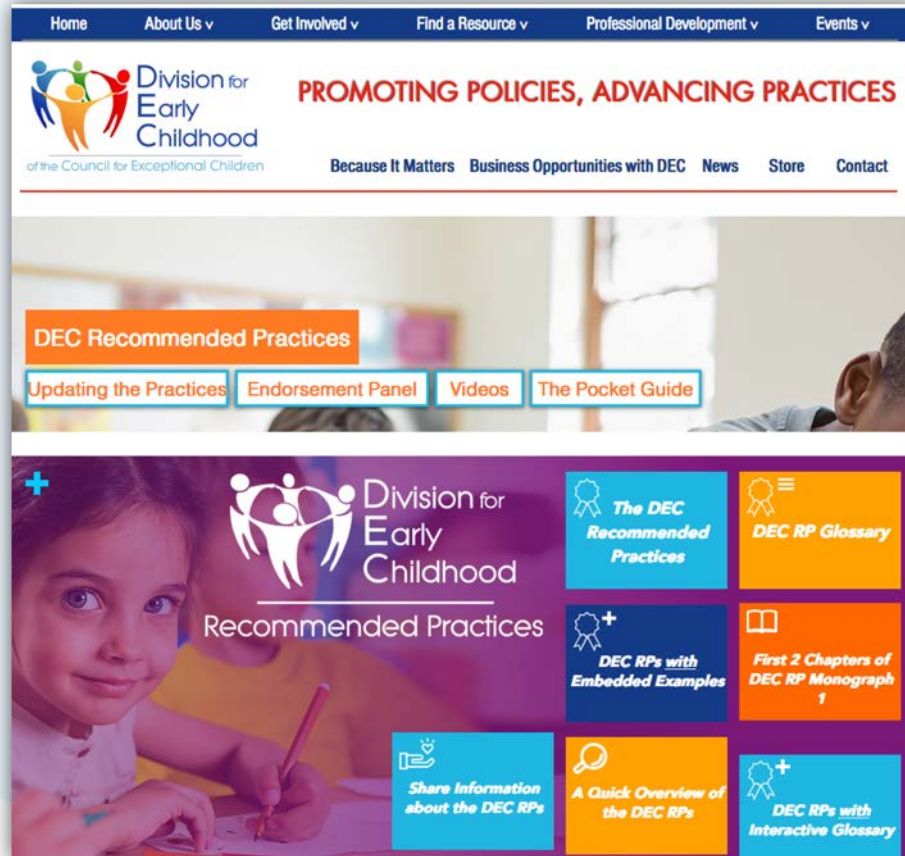 Home About Us v Get Involved v Find a Resource v Professional Development v Events v
Division for
Early
Childhood
of the Council for Exceptional Children
PROMOTING POLICIES, ADVANCING PRACTICES
Because It Matters Business Opportunities with DEC News Store Contact
DEC Recommended Practices
Updating the Practices Endorsement Panel Videos The Pocket Guide
Division for
Early
Childhood
Recommended Practices
The DEC
Recommended
Practices
DEC RP Glossary
DEC RPs with
Embedded Examples
First 2 Chapters of
DEC RP Monograph
1
Share Information
about the DEC RPs
A Quick Overview of
the DEC RPs
DEC RPs with
Interactive Glossary